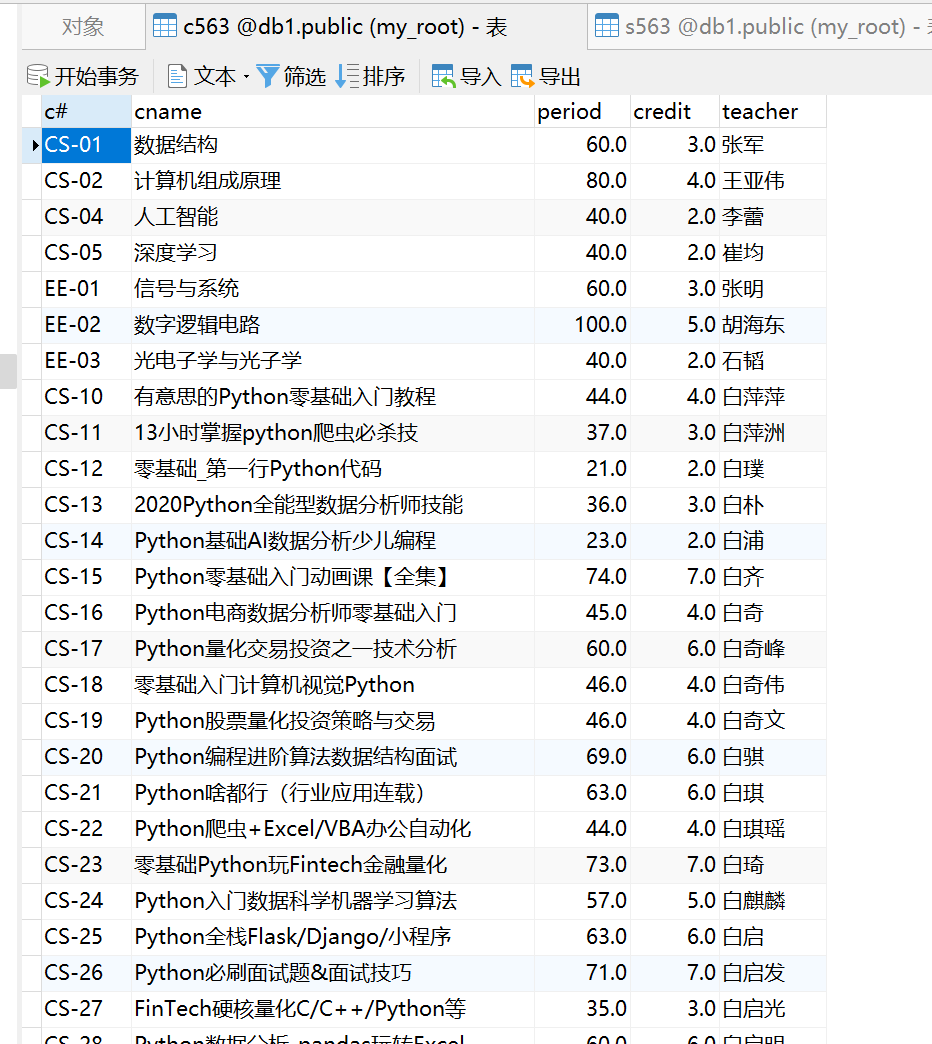 对象 c563 @db1.public (my_root) - 表 s563 @db1.public (my_root) -
开始事务 文本 筛选 排序 导入 导出
c# cname period credit teacher
CS-01 数据结构 60.0 3.0 张军
CS-02 计算机组成原理 80.0 4.0 王亚伟
CS-04 人工智能 40.0 2.0 李蕾
CS-05 深度学习 40.0 2.0 崔均
EE-01 信号与系统 60.0 3.0 张明
EE-02 数字逻辑电路 100.0 5.0 胡海东
EE-03 光电子学与光子学 40.0 2.0 石韬
CS-10 有意思的Python零基础入门教程 44.0 4.0 白萍萍
CS-11 13小时掌握python爬虫必杀技 37.0 3.0 白萍洲
CS-12 零基础_第一行Python代码 21.0 2.0 白璞
CS-13 2020Python全能型数据分析师技能 36.0 3.0 白朴
CS-14 Python基础AI数据分析少儿编程 23.0 2.0 白浦
CS-15 Python零基础入门动画课【全集】 74.0 7.0 白齐
CS-16 Python电商数据分析师零基础入门 45.0 4.0 白奇
CS-17 Python量化交易投资之一技术分析 60.0 6.0 白奇峰
CS-18 零基础入门计算机视觉Python 46.0 4.0 白奇伟
CS-19 Python股票量化投资策略与交易 46.0 4.0 白奇文
CS-20 Python编程进阶算法数据结构面试 69.0 6.0 白骐
CS-21 Python啥都行（行业应用连载） 63.0 6.0 白琪
CS-22 Python爬虫+Excel/VBA办公自动化 44.0 4.0 白琪瑶
CS-23 零基础Python玩Fintech金融量化 73.0 7.0 白琦
CS-24 Python入门数据科学机器学习算法 57.0 5.0 白麒麟
CS-25 Python全栈Flask/Django/小程序 63.0 6.0 白启
CS-26 Python必刷面试题&面试技巧 71.0 7.0 白启发
CS-27 FinTech硬核量化C/C++/Python等 35.0 3.0 白启光
CS-28 Python数据分析-pandas玩转Excel 60.0 6.0 白启明